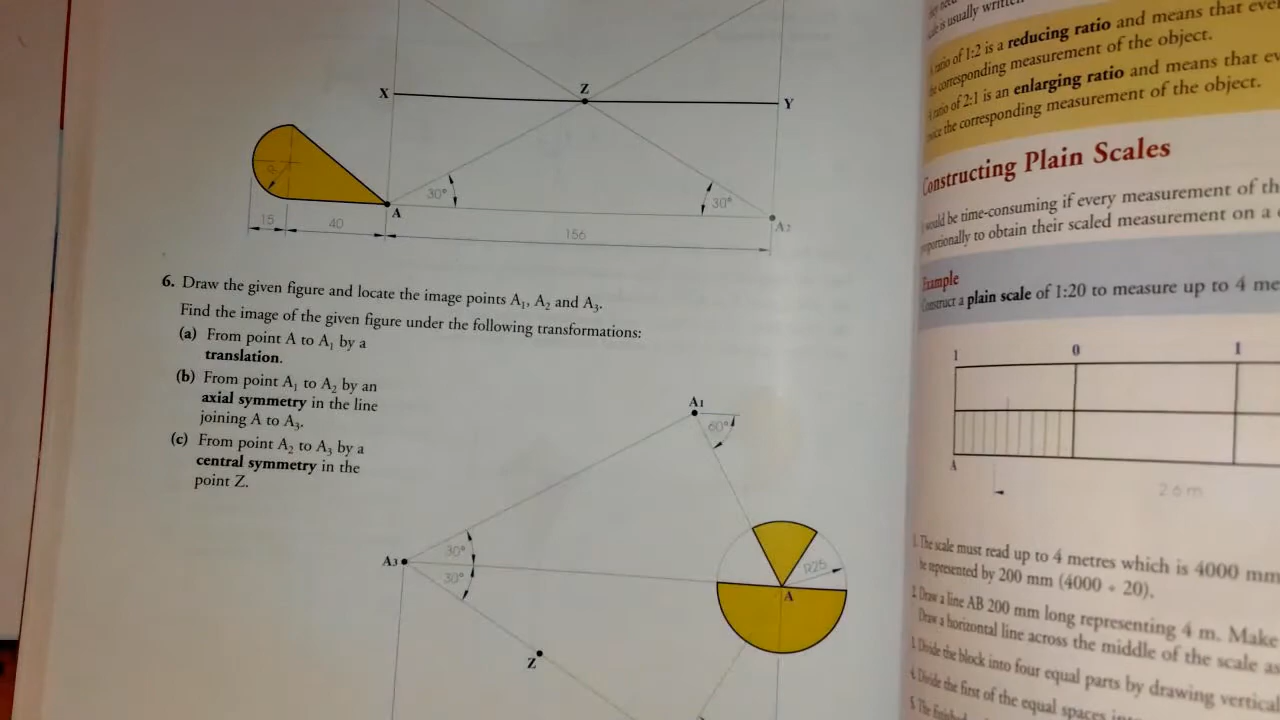 X
Z
Y
30°
30°
A
A2
15
40
156
6. Draw the given figure and locate the image points A1, A2 and A3.
Find the image of the given figure under the following transformations:
(a) From point A to A1 by a
translation.
(b) From point A1 to A2 by an
axial symmetry in the line
joining A to A3.
(c) From point A2 to A3 by a
central symmetry in the
point Z.
A1
60°
A3
30°
30°
R25
A
Z
is usually written
ratio of 1:2 is a reducing ratio and means that
corresponding measurement of the object.
ratio of 2:1 is an enlarging ratio and means that
the corresponding measurement of the object.
Constructing Plain Scales
would be time-consuming if every measurement of
to obtain their scaled measurement on a
Example
Construct a plain scale of 1:20 to measure up to 4
1
0
1
A
2.6 m
1. The scale must read up to 4 metres which is 4000 mm
be represented by 200 mm (4000 ÷ 20).
2. Draw a line AB 200 mm long representing 4 m. Make
Draw a horizontal line across the middle of the scale as
3. Divide the block into four equal parts by drawing
4. Divide the first of the equal spaces
5. The finished